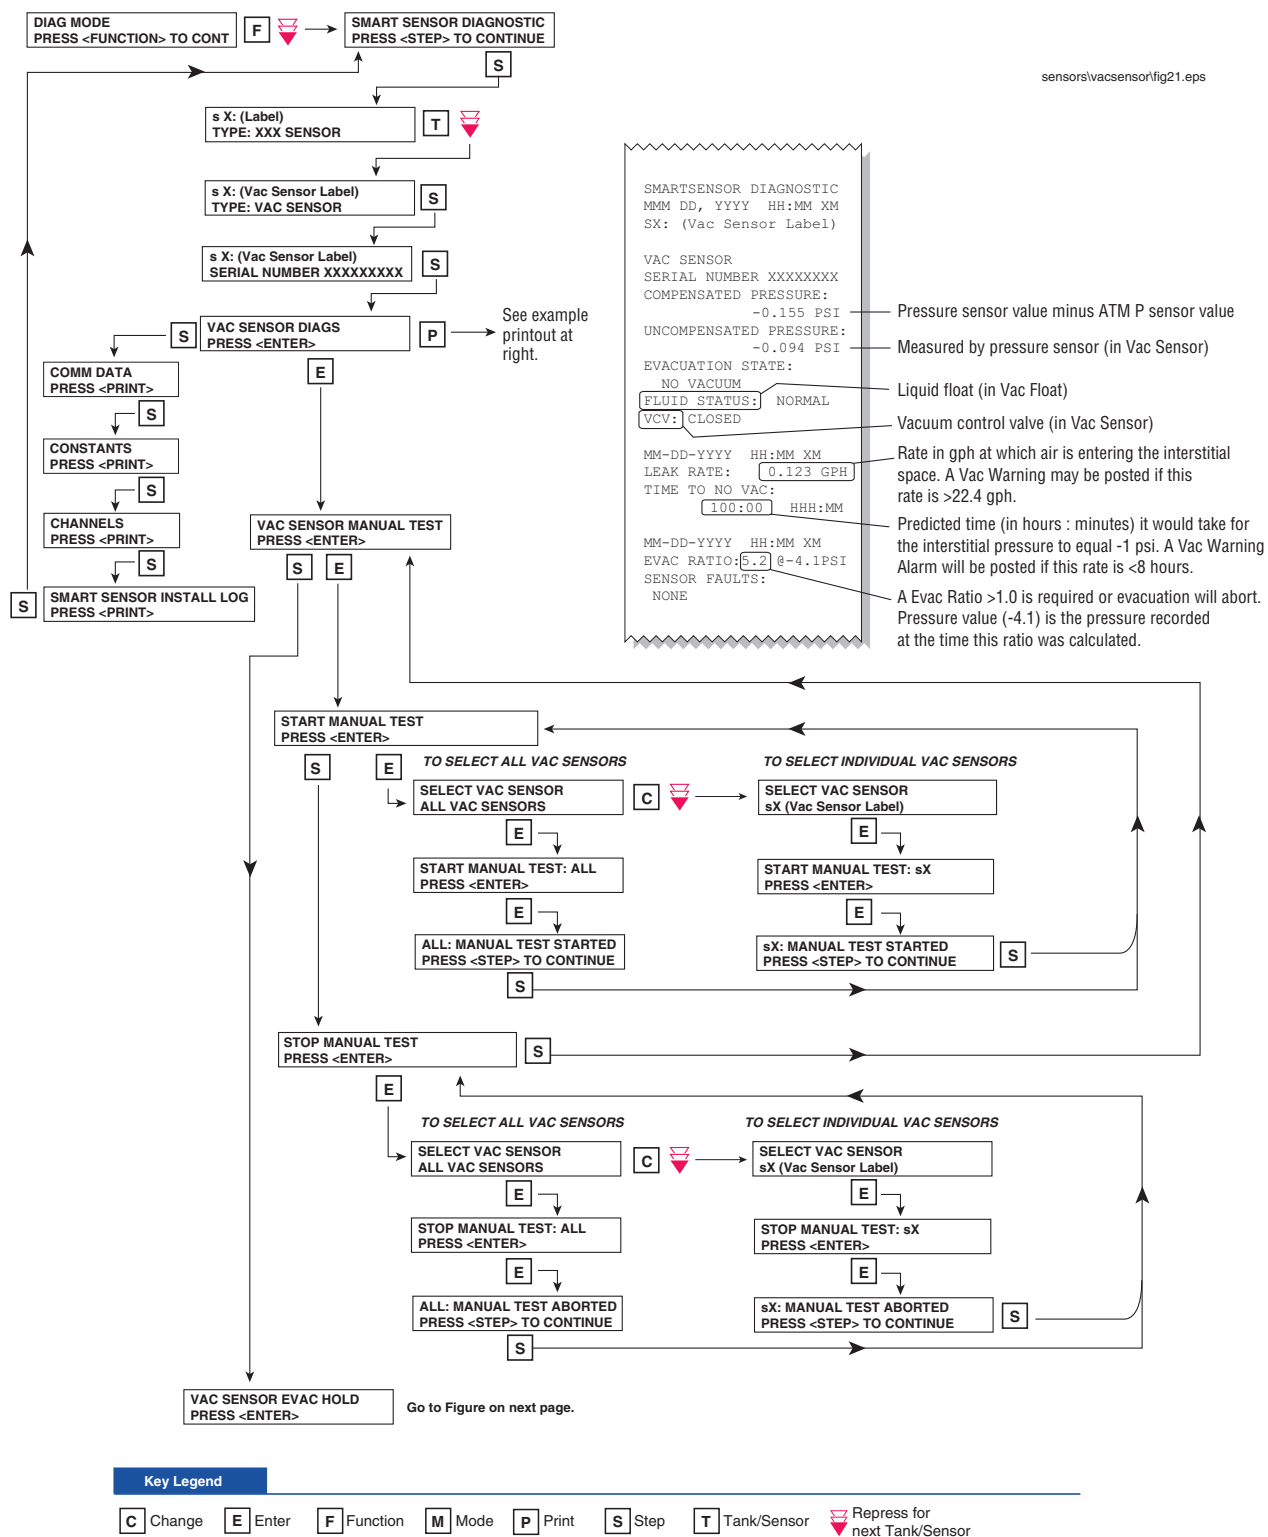 DIAG MODE
PRESS <FUNCTION> TO CONT
F
SMART SENSOR DIAGNOSTIC
PRESS <STEP> TO CONTINUE
S
sensors\vacsensor\fig21.eps
s X: (Label)
TYPE: XXX SENSOR
T
s X: (Vac Sensor Label)
TYPE: VAC SENSOR
S
s X: (Vac Sensor Label)
SERIAL NUMBER XXXXXXXXX
S
VAC SENSOR DIAGS
PRESS <ENTER>
S
P
See example
printout at
right.
E
COMM DATA
PRESS <PRINT>
S
CONSTANTS
PRESS <PRINT>
S
CHANNELS
PRESS <PRINT>
S
SMART SENSOR INSTALL LOG
PRESS <PRINT>
S
SMARTSENSOR DIAGNOSTIC
MMM DD, YYYY HH:MM XM
SX: (Vac Sensor Label)
VAC SENSOR
SERIAL NUMBER XXXXXXXX
COMPENSATED PRESSURE:
-0.155 PSI
UNCOMPENSATED PRESSURE:
-0.094 PSI
EVACUATION STATE:
NO VACUUM
FLUID STATUS: NORMAL
VCV: CLOSED
MM-DD-YYYY HH:MM XM
LEAK RATE: 0.123 GPH
TIME TO NO VAC:
100:00 HHH:MM
MM-DD-YYYY HH:MM XM
EVAC RATIO: 5.2 @-4.1PSI
SENSOR FAULTS:
NONE
Pressure sensor value minus ATM P sensor value
Measured by pressure sensor (in Vac Sensor)
Liquid float (in Vac Float)
Vacuum control valve (in Vac Sensor)
Rate in gph at which air is entering the interstitial
space. A Vac Warning may be posted if this
rate is >22.4 gph.
Predicted time (in hours : minutes) it would take for
the interstitial pressure to equal -1 psi. A Vac Warning
Alarm will be posted if this rate is <8 hours.
A Evac Ratio >1.0 is required or evacuation will abort.
Pressure value (-4.1) is the pressure recorded
at the time this ratio was calculated.
VAC SENSOR MANUAL TEST
PRESS <ENTER>
S
E
START MANUAL TEST
PRESS <ENTER>
S
E
TO SELECT ALL VAC SENSORS
SELECT VAC SENSOR
ALL VAC SENSORS
C
E
START MANUAL TEST: ALL
PRESS <ENTER>
E
ALL: MANUAL TEST STARTED
PRESS <STEP> TO CONTINUE
S
TO SELECT INDIVIDUAL VAC SENSORS
SELECT VAC SENSOR
sX (Vac Sensor Label)
E
START MANUAL TEST: sX
PRESS <ENTER>
E
sX: MANUAL TEST STARTED
PRESS <STEP> TO CONTINUE
S
STOP MANUAL TEST
PRESS <ENTER>
S
E
TO SELECT ALL VAC SENSORS
SELECT VAC SENSOR
ALL VAC SENSORS
C
E
STOP MANUAL TEST: ALL
PRESS <ENTER>
E
ALL: MANUAL TEST ABORTED
PRESS <STEP> TO CONTINUE
S
TO SELECT INDIVIDUAL VAC SENSORS
SELECT VAC SENSOR
sX (Vac Sensor Label)
E
STOP MANUAL TEST: sX
PRESS <ENTER>
E
sX: MANUAL TEST ABORTED
PRESS <STEP> TO CONTINUE
S
VAC SENSOR EVAC HOLD
PRESS <ENTER>
Go to Figure on next page.
Key Legend
C Change
E Enter
F Function
M Mode
P Print
S Step
T Tank/Sensor
Repress for
next Tank/Sensor